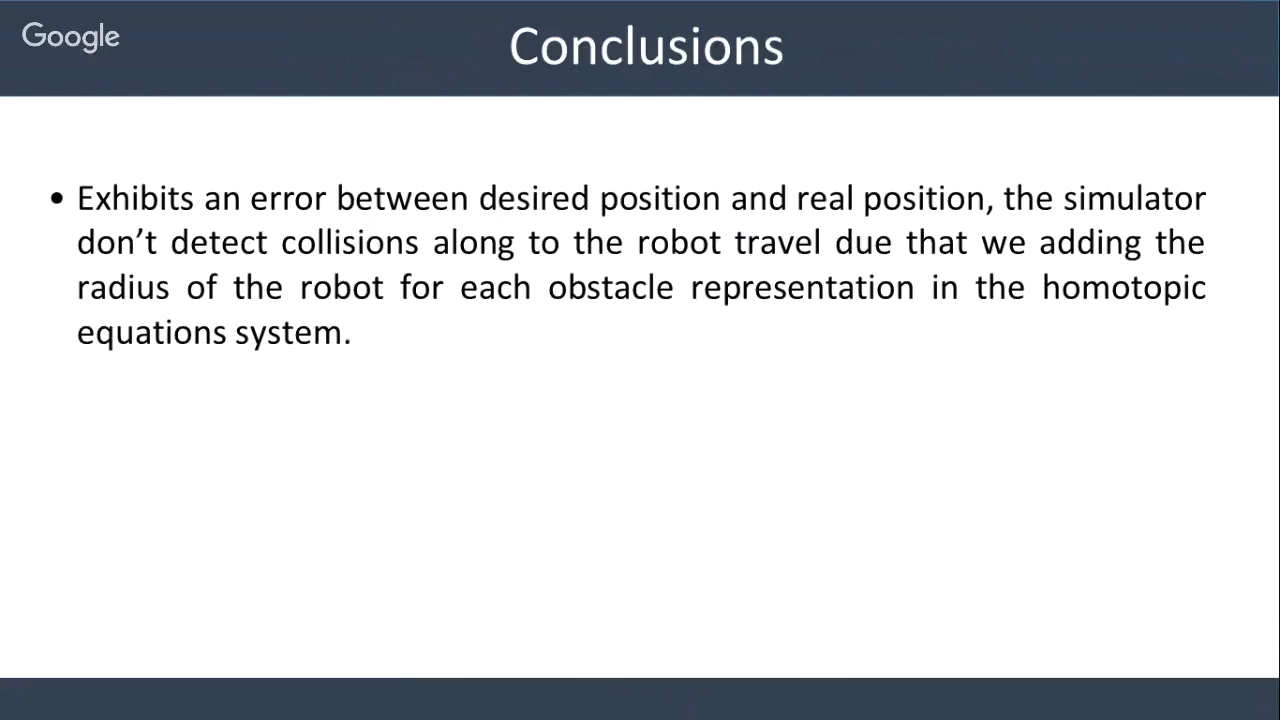 Google
Conclusions
• Exhibits an error between desired position and real position, the simulator
don’t detect collisions along to the robot travel due that we adding the
radius of the robot for each obstacle representation in the homotopic
equations system.